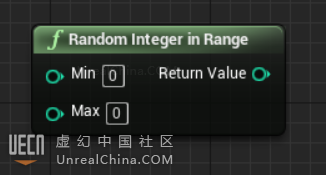 f Random Integer in Range
Min 0 Return Value
Max 0
UECN 虚幻中国社区
UnrealChina.COM